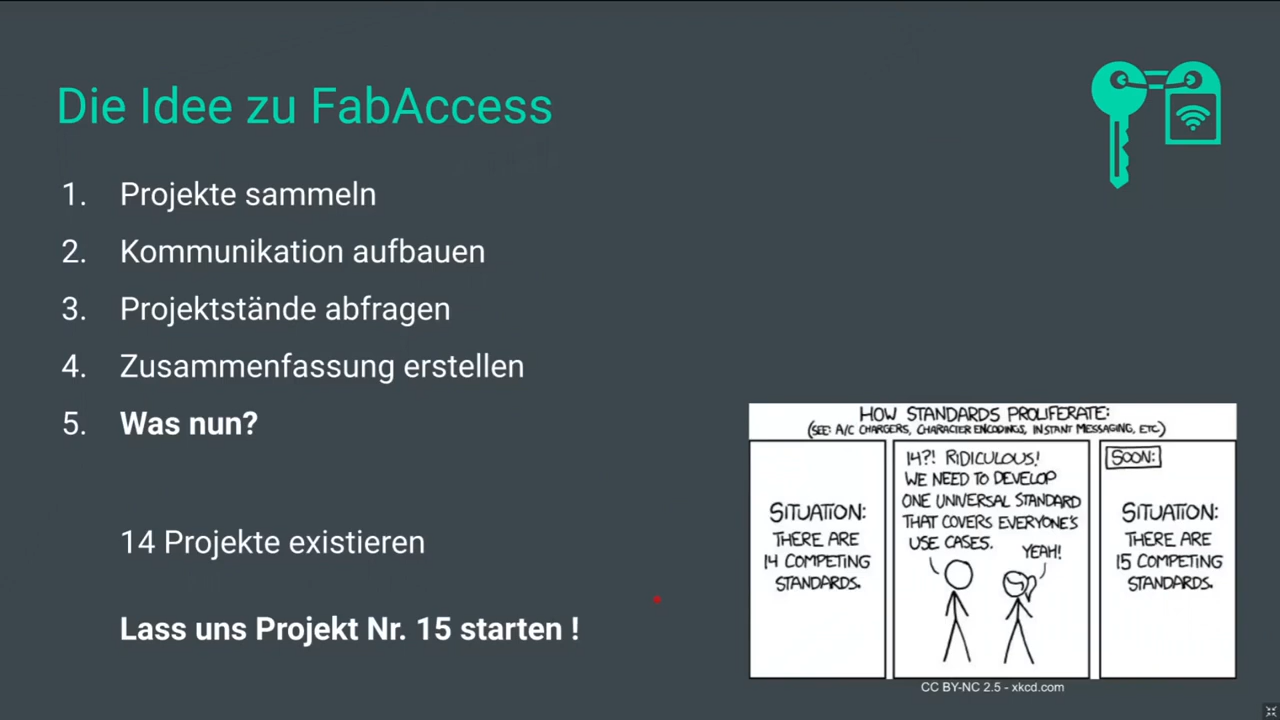 Die Idee zu FabAccess
1. Projekte sammeln
2. Kommunikation aufbauen
3. Projektstände abfragen
4. Zusammenfassung erstellen
5. Was nun?
14 Projekte existieren
Lass uns Projekt Nr. 15 starten !
HOW STANDARDS PROLIFERATE:
(SEE: A/C CHARGERS, CHARACTER ENCODINGS, INSTANT MESSAGING, ETC.)
SITUATION:
THERE ARE
14 COMPETING
STANDARDS.
14?! RIDICULOUS!
WE NEED TO DEVELOP
ONE UNIVERSAL STANDARD
THAT COVERS EVERYONE'S
USE CASES.
YEAH!
SOON:
SITUATION:
THERE ARE
15 COMPETING
STANDARDS.
CC BY-NC 2.5 - xkcd.com